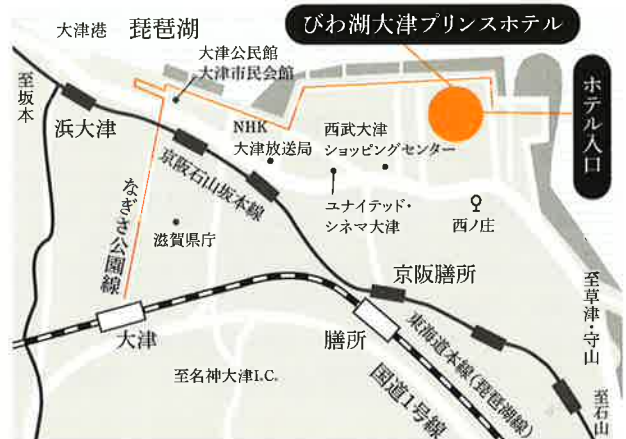 びわ湖大津プリンスホテル
ホテル入口
大津港
琵琶湖
大津公民館
大津市民会館
至坂本
浜大津
NHK
大津放送局
西武大津
ショッピングセンター
京阪石山坂本線
なぎさ公園線
滋賀県庁
ユナイテッド・
シネマ大津
西ノ庄
京阪膳所
至草津・守山
大津
膳所
東海道本線(琵琶湖線)
至名神大津I.C.
国道1号線
至石山